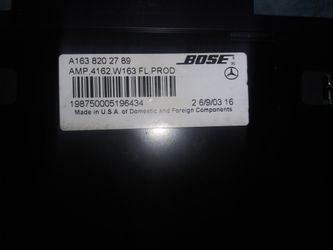 A163 820 27 89 BOSE
AMP,4162,W163 FL,PROD
198750005196434 2 6/9/03 16
Made in U.S.A. of Domestic and Foreign Components